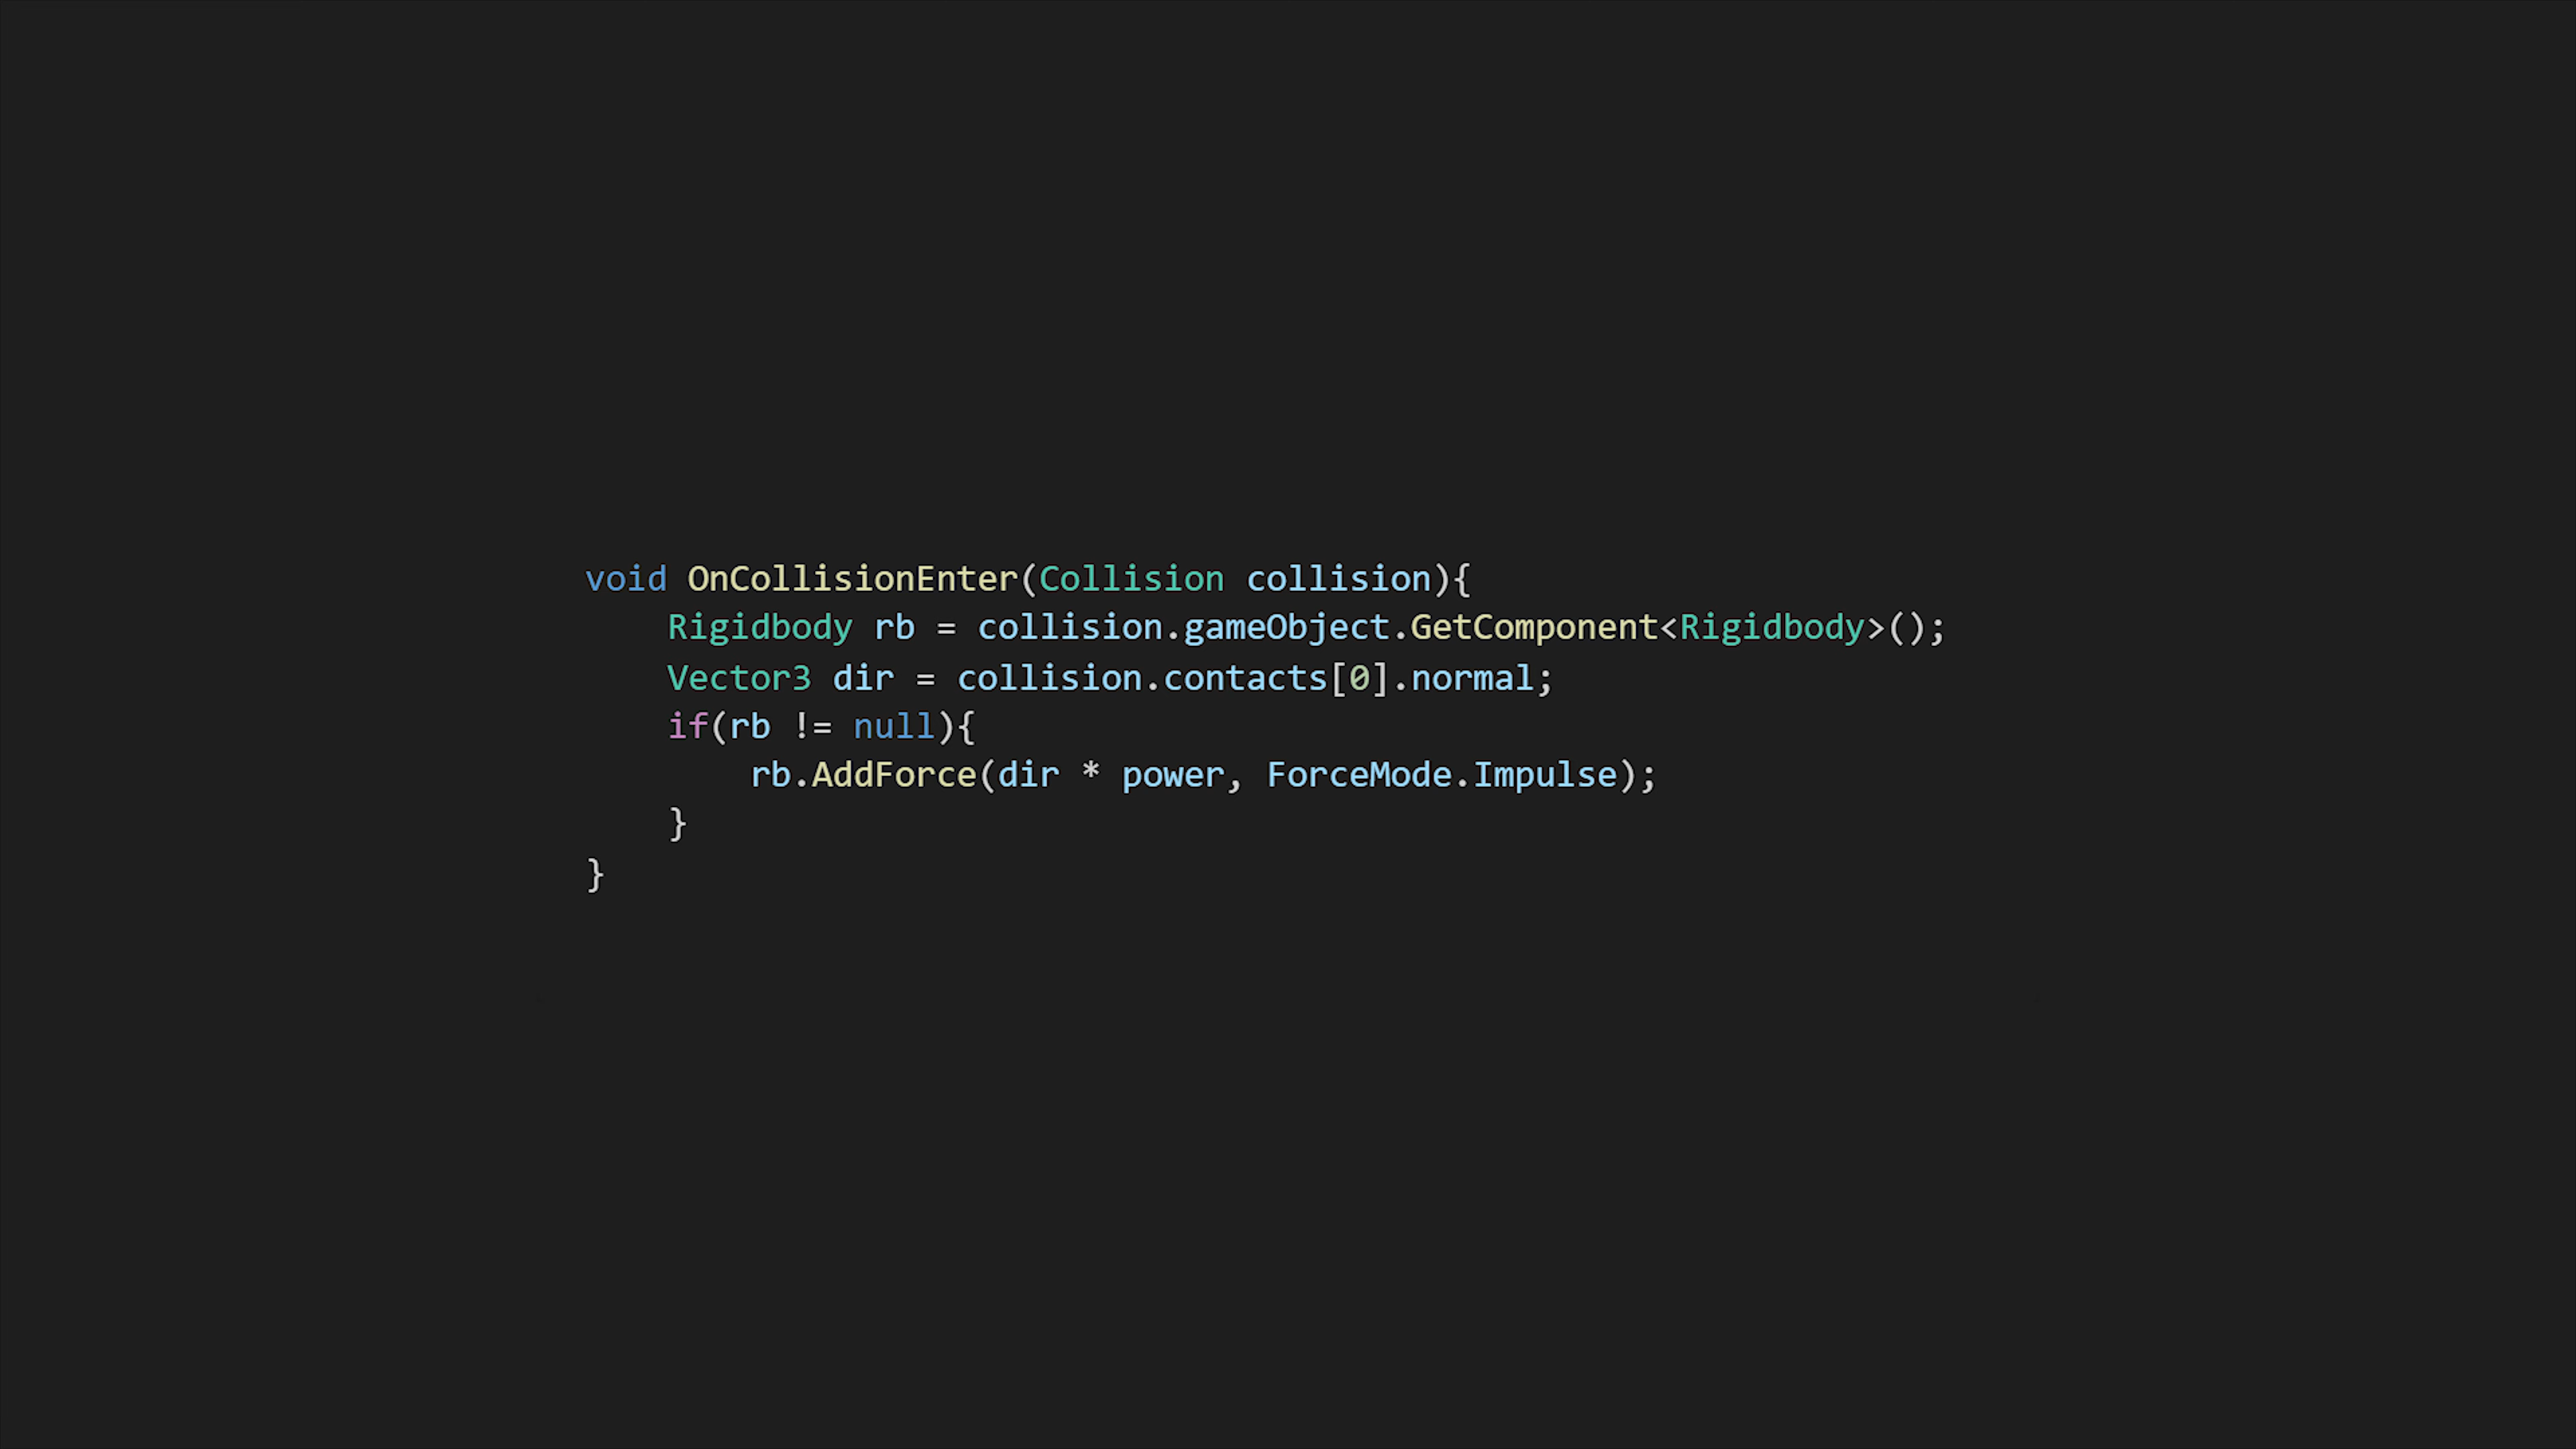 void OnCollisionEnter(Collision collision){
    Rigidbody rb = collision.gameObject.GetComponent<Rigidbody>();
    Vector3 dir = collision.contacts[0].normal;
    if(rb != null){
        rb.AddForce(dir * power, ForceMode.Impulse);
    }
}